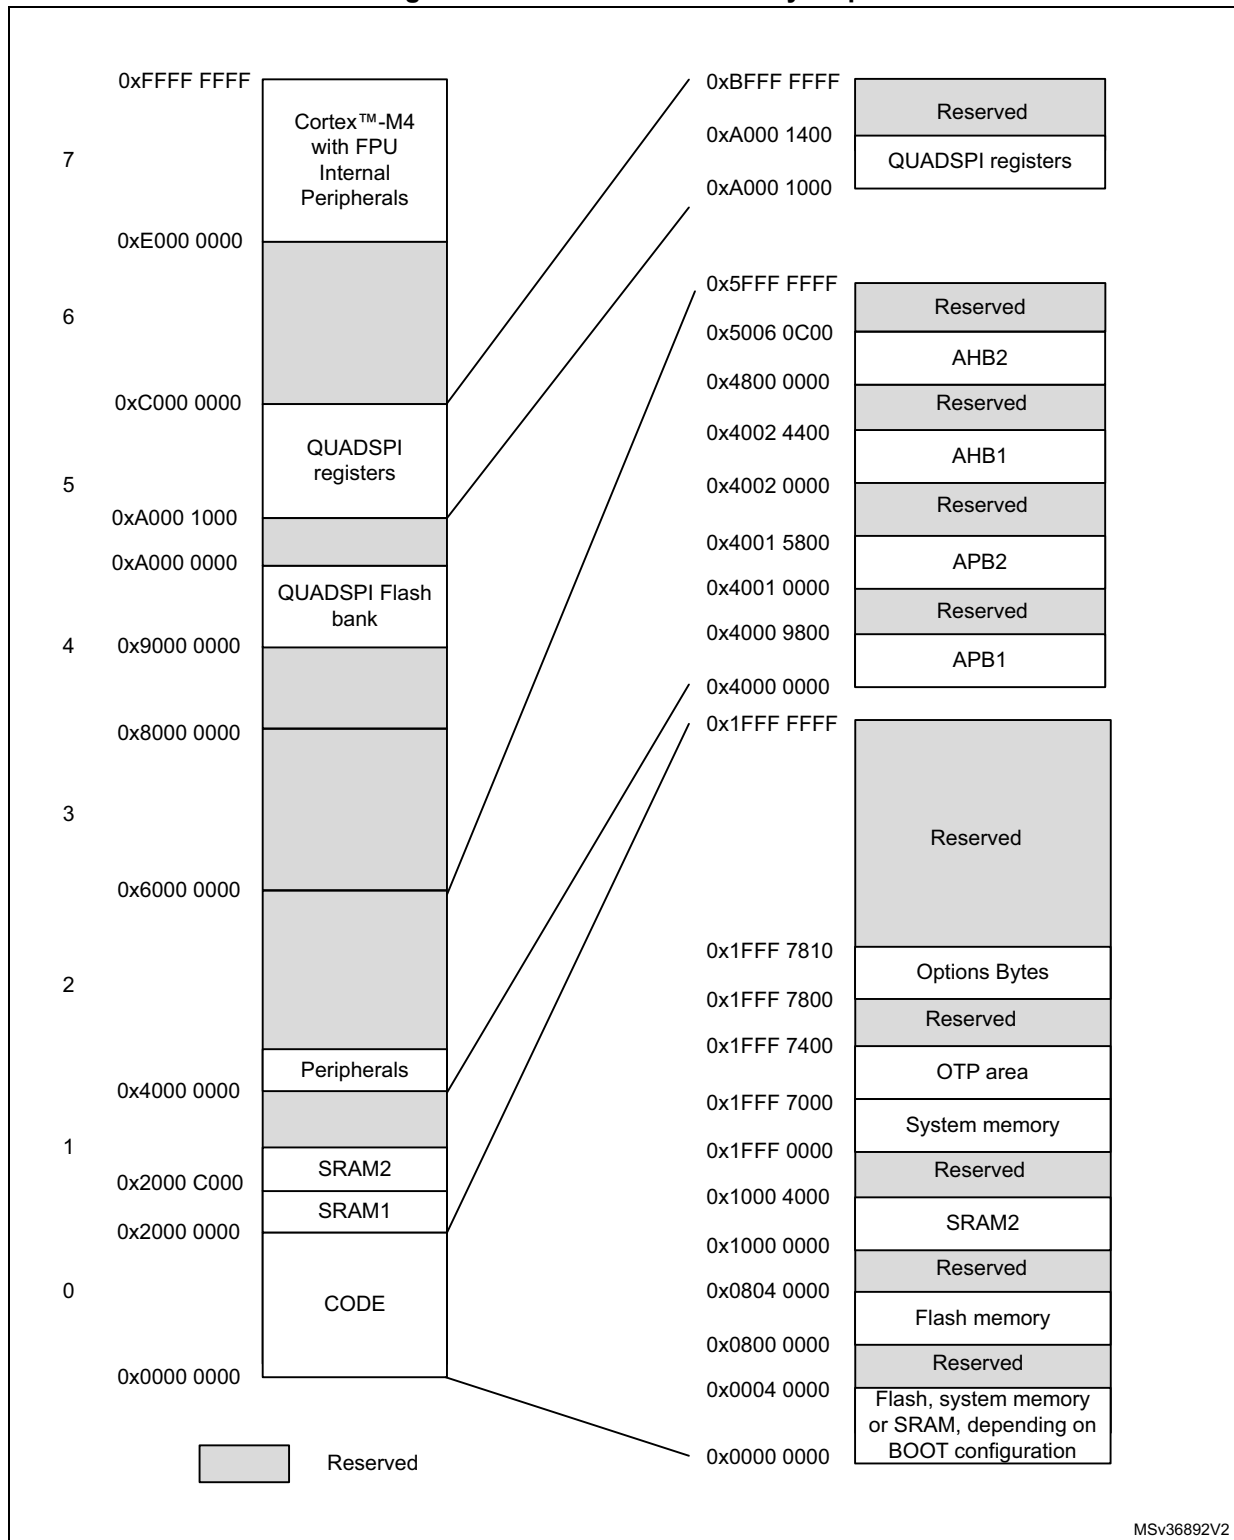 0xFFFF FFFF
Cortex™-M4
with FPU
Internal
Peripherals
7
0xE000 0000
6
0xC000 0000
QUADSPI
registers
5
0xA000 1000
0xA000 0000
QUADSPI Flash
bank
4
0x9000 0000
0x8000 0000
3
0x6000 0000
2
Peripherals
0x4000 0000
1
SRAM2
0x2000 C000
SRAM1
0x2000 0000
0
CODE
0x0000 0000
Reserved
0xBFFF FFFF
Reserved
0xA000 1400
QUADSPI registers
0xA000 1000
0x5FFF FFFF
Reserved
0x5006 0C00
AHB2
0x4800 0000
Reserved
0x4002 4400
AHB1
0x4002 0000
Reserved
0x4001 5800
APB2
0x4001 0000
Reserved
0x4000 9800
APB1
0x4000 0000
0x1FFF FFFF
Reserved
0x1FFF 7810
Options Bytes
0x1FFF 7800
Reserved
0x1FFF 7400
OTP area
0x1FFF 7000
System memory
0x1FFF 0000
Reserved
0x1000 4000
SRAM2
0x1000 0000
Reserved
0x0804 0000
Flash memory
0x0800 0000
Reserved
0x0004 0000
Flash, system memory
or SRAM, depending on
BOOT configuration
0x0000 0000
MSv36892V2